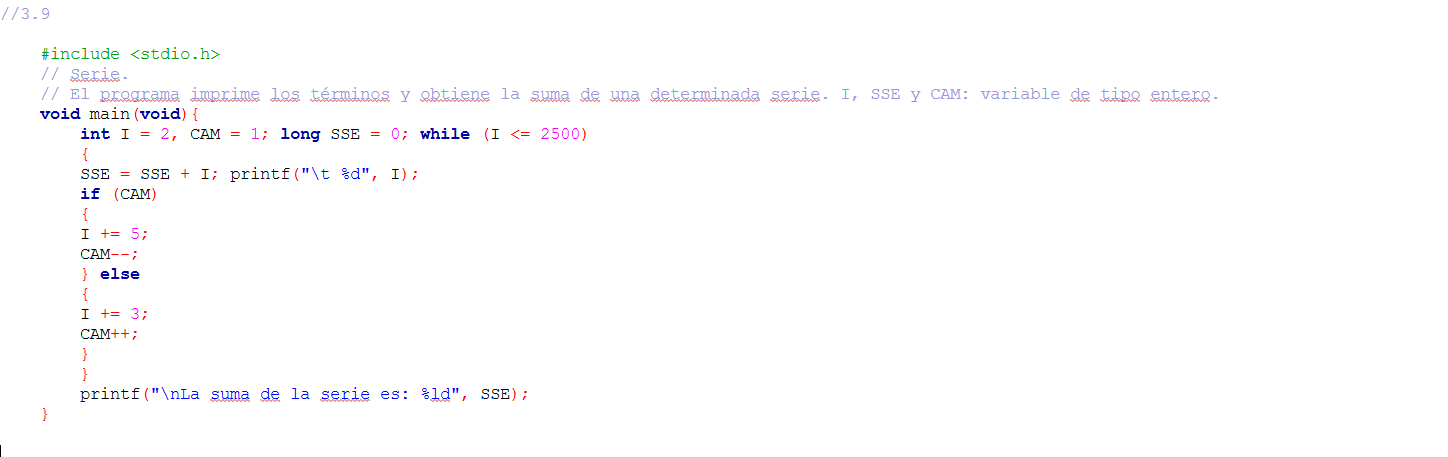 //3.9
#include <stdio.h>
// Serie.
// El programa imprime los términos y obtiene la suma de una determinada serie. I, SSE y CAM: variable de tipo entero.
void main(void){
int I = 2, CAM = 1; long SSE = 0; while (I <= 2500)
{
SSE = SSE + I; printf("\t %d", I);
if (CAM)
{
I += 5;
CAM--;
} else
{
I += 3;
CAM++;
}
}
printf("\nLa suma de la serie es: %ld", SSE);
}